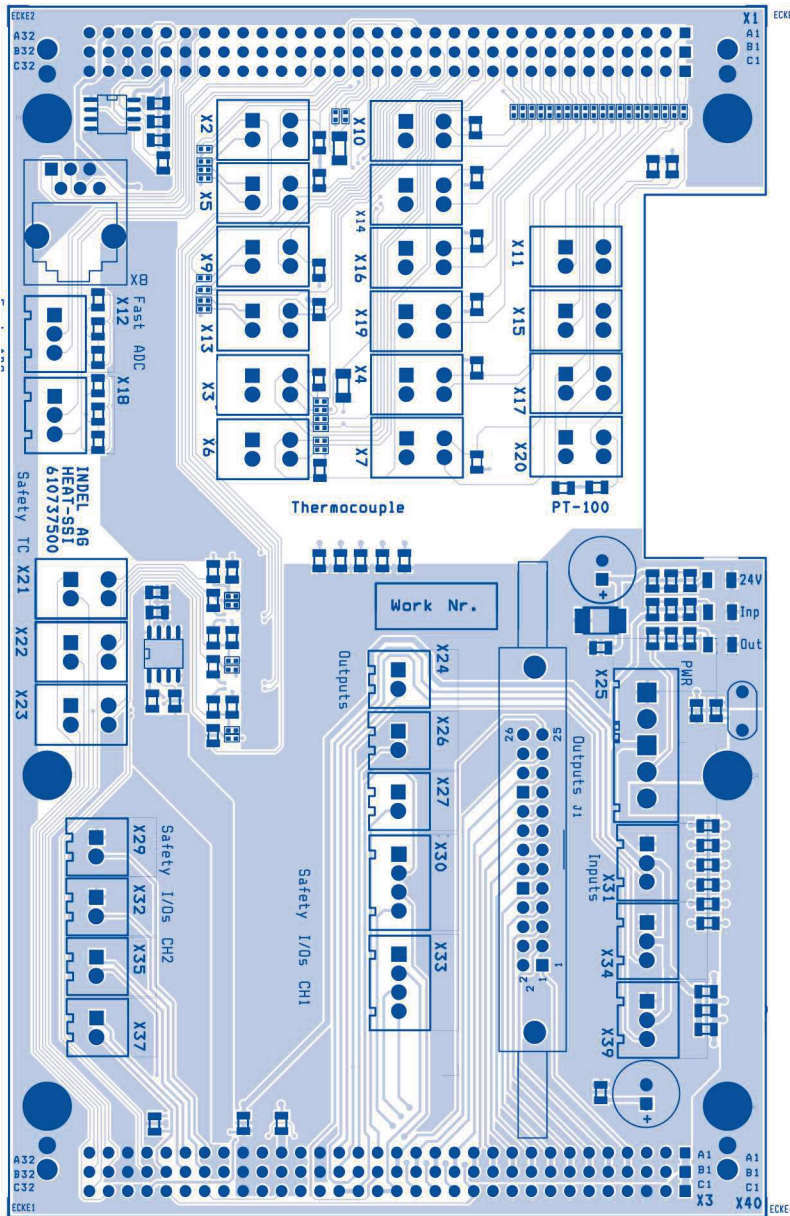 ECKE2
X1
A32
B32
C32
A1
B1
C1
X2
X10
X5
X14
X9
X16
X11
X8
X12
Fast ADC
X13
X19
X15
X18
X3
X4
X17
X6
X7
X20
INDEL AG
HEAT-SSI
610737500
Thermocouple
PT-100
Safety TC
X21
X22
X23
Work Nr.
24V
Inp
Out
+
Outputs
X24
X26
X27
X30
X33
Safety I/Os CH1
PWR
X25
26
25
Outputs J1
2
1
2
1
Inputs
X31
X34
X39
X29
X32
X35
X37
Safety I/Os CH2
+
A32
B32
C32
A1
B1
C1
A1
B1
C1
X3
X40
ECKE1